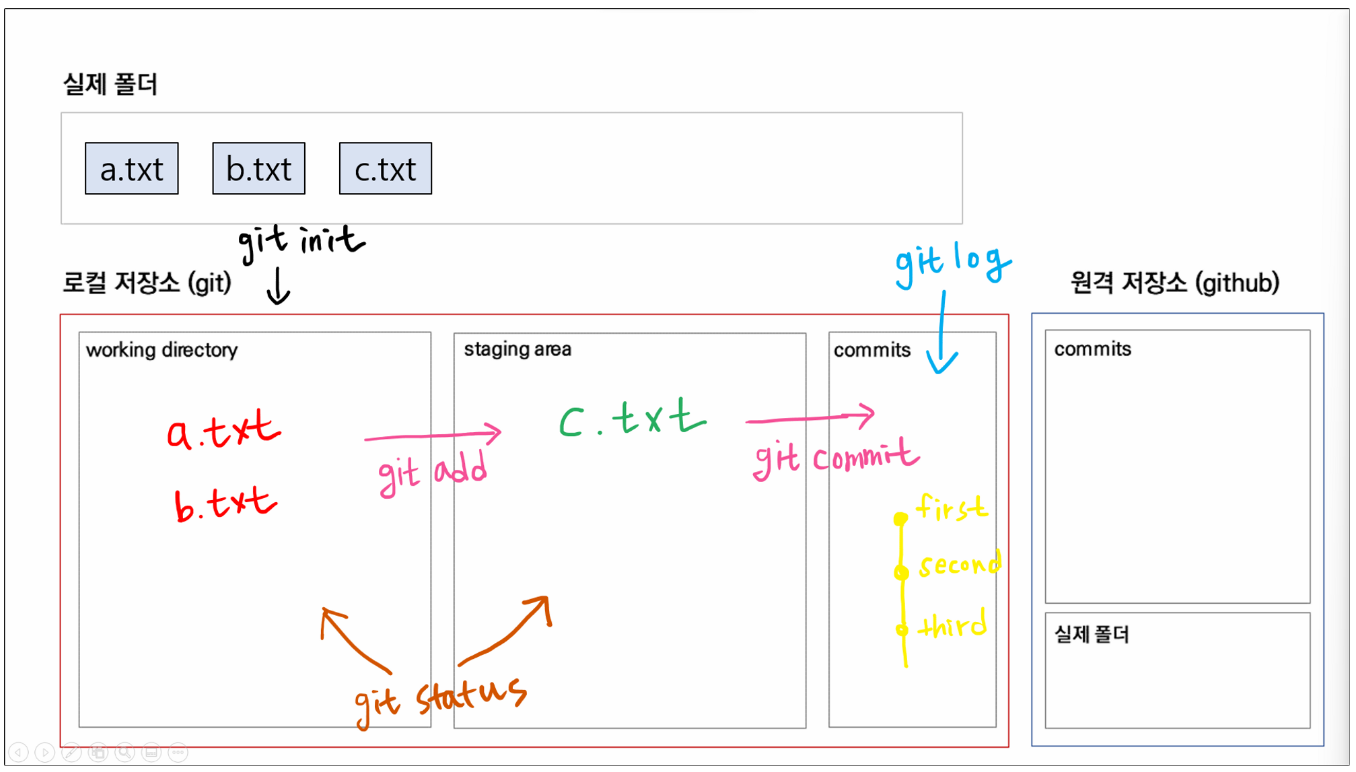 실제 폴더
a.txt b.txt c.txt
git init
git log
로컬 저장소 (git)
원격 저장소 (github)
working directory
staging area
commits
commits
a.txt
c.txt
git add
git commit
b.txt
first
second
third
실제 폴더
git status